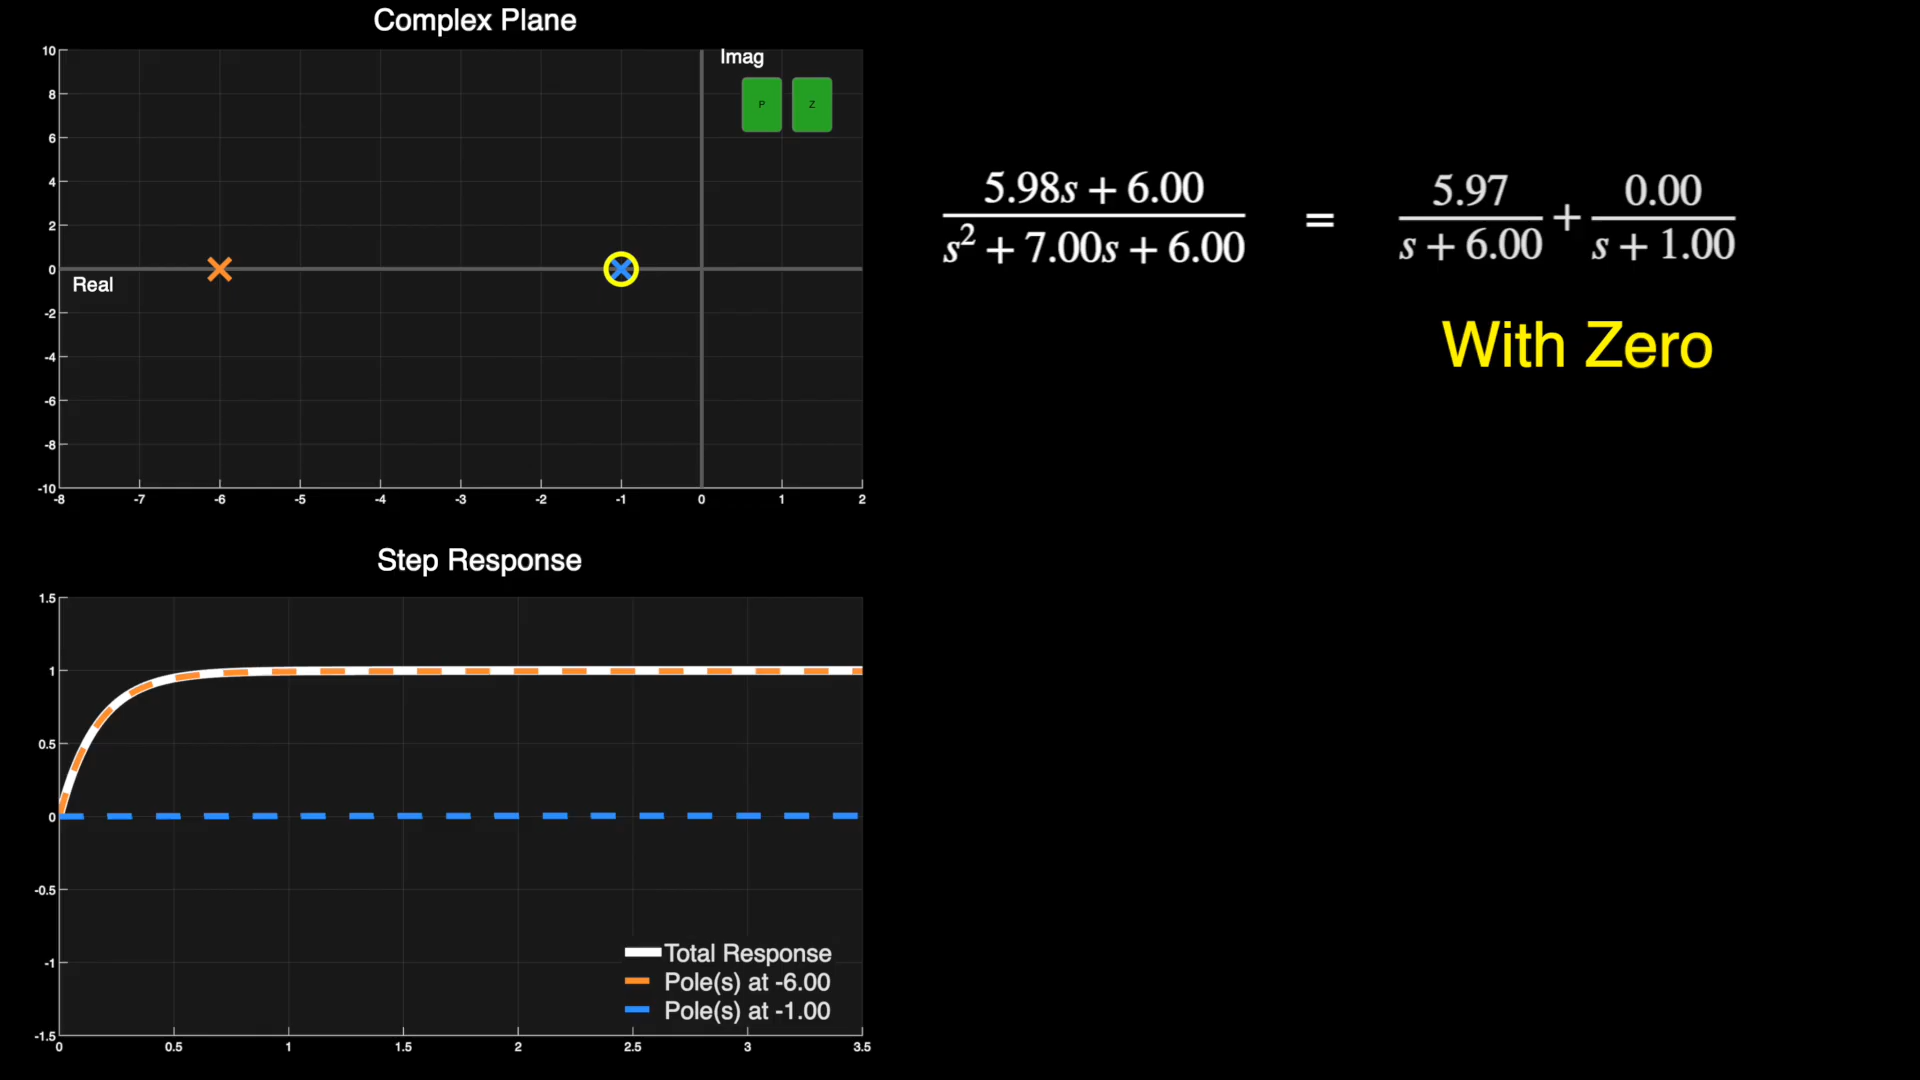 Complex Plane
Imag
P Z
10
8
6
4
2
0
-2
-4
-6
-8
-10
Real
-8 -7 -6 -5 -4 -3 -2 -1 0 1 2
5.98s + 6.00
s² + 7.00s + 6.00
=
5.97
s + 6.00
+
0.00
s + 1.00
With Zero
Step Response
1.5
1
0.5
0
-0.5
-1
-1.5
Total Response
Pole(s) at -6.00
Pole(s) at -1.00
0 0.5 1 1.5 2 2.5 3 3.5